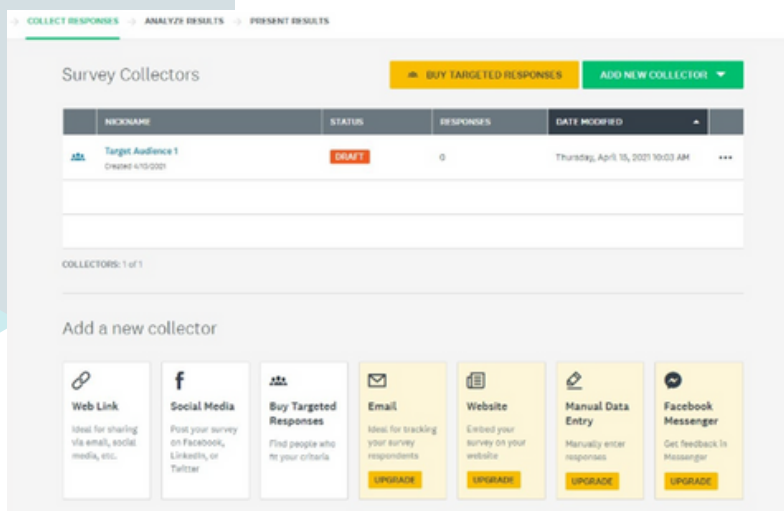 COLLECT RESPONSES → ANALYZE RESULTS → PRESENT RESULTS
Survey Collectors
BUY TARGETED RESPONSES
ADD NEW COLLECTOR
NICKNAME STATUS RESPONSES DATE MODIFIED
Target Audience 1 DRAFT 0 Thursday, April 15, 2021 10:03 AM
Created 4/15/2021
COLLECTORS: 1 of 1
Add a new collector
Web Link
Ideal for sharing
via email, social
media, etc.
Social Media
Post your survey
on Facebook,
LinkedIn, or
Twitter
Buy Targeted
Responses
Find people who
fit your criteria
Email
Ideal for tracking
your survey
respondents
UPGRADE
Website
Embed your
survey on your
website
UPGRADE
Manual Data
Entry
Manually enter
responses
UPGRADE
Facebook
Messenger
Get feedback in
Messenger
UPGRADE